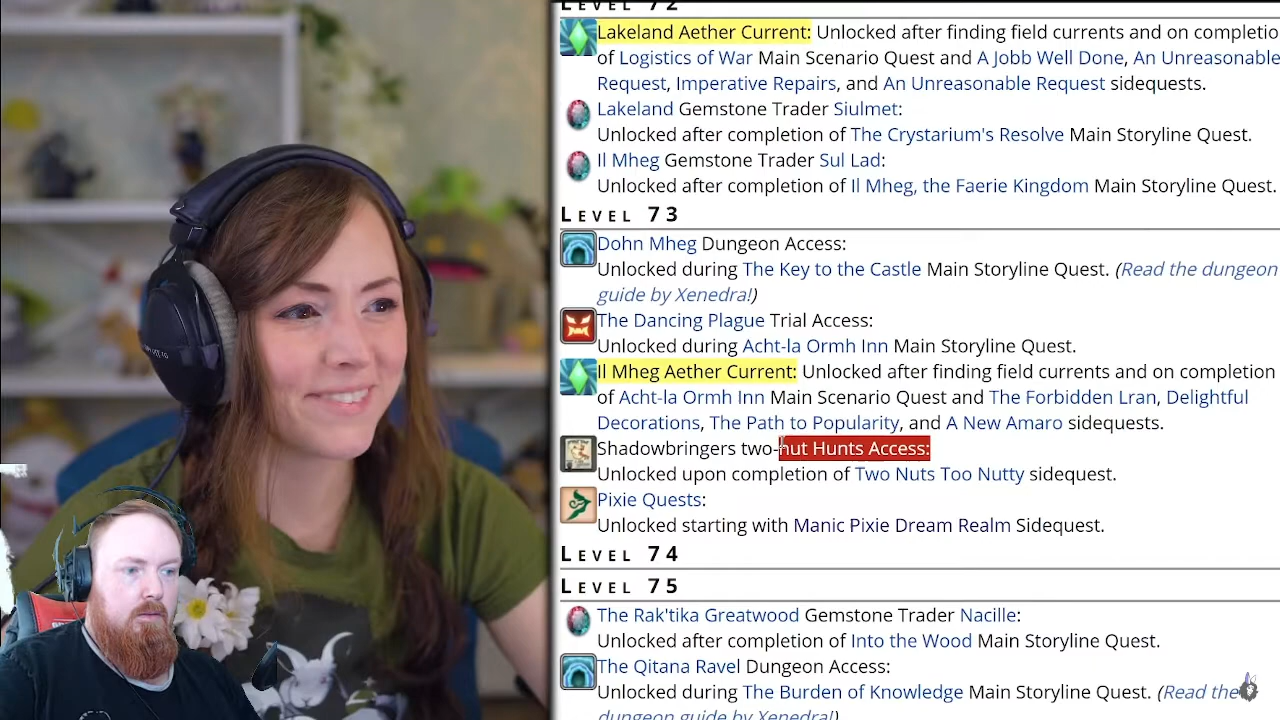 LEVEL 72
Lakeland Aether Current: Unlocked after finding field currents and on completio
of Logistics of War Main Scenario Quest and A Jobb Well Done, An Unreasonable
Request, Imperative Repairs, and An Unreasonable Request sidequests.
Lakeland Gemstone Trader Siulmet:
Unlocked after completion of The Crystarium's Resolve Main Storyline Quest.
Il Mheg Gemstone Trader Sul Lad:
Unlocked after completion of Il Mheg, the Faerie Kingdom Main Storyline Quest.
LEVEL 73
Dohn Mheg Dungeon Access:
Unlocked during The Key to the Castle Main Storyline Quest. (Read the dungeon
guide by Xenedra!)
The Dancing Plague Trial Access:
Unlocked during Acht-la Ormh Inn Main Storyline Quest.
Il Mheg Aether Current: Unlocked after finding field currents and on completion
of Acht-la Ormh Inn Main Scenario Quest and The Forbidden Lran, Delightful
Decorations, The Path to Popularity, and A New Amaro sidequests.
Shadowbringers two-nut Hunts Access:
Unlocked upon completion of Two Nuts Too Nutty sidequest.
Pixie Quests:
Unlocked starting with Manic Pixie Dream Realm Sidequest.
LEVEL 74
LEVEL 75
The Rak'tika Greatwood Gemstone Trader Nacille:
Unlocked after completion of Into the Wood Main Storyline Quest.
The Qitana Ravel Dungeon Access:
Unlocked during The Burden of Knowledge Main Storyline Quest. (Read the
dungeon guide by Xenedra!)